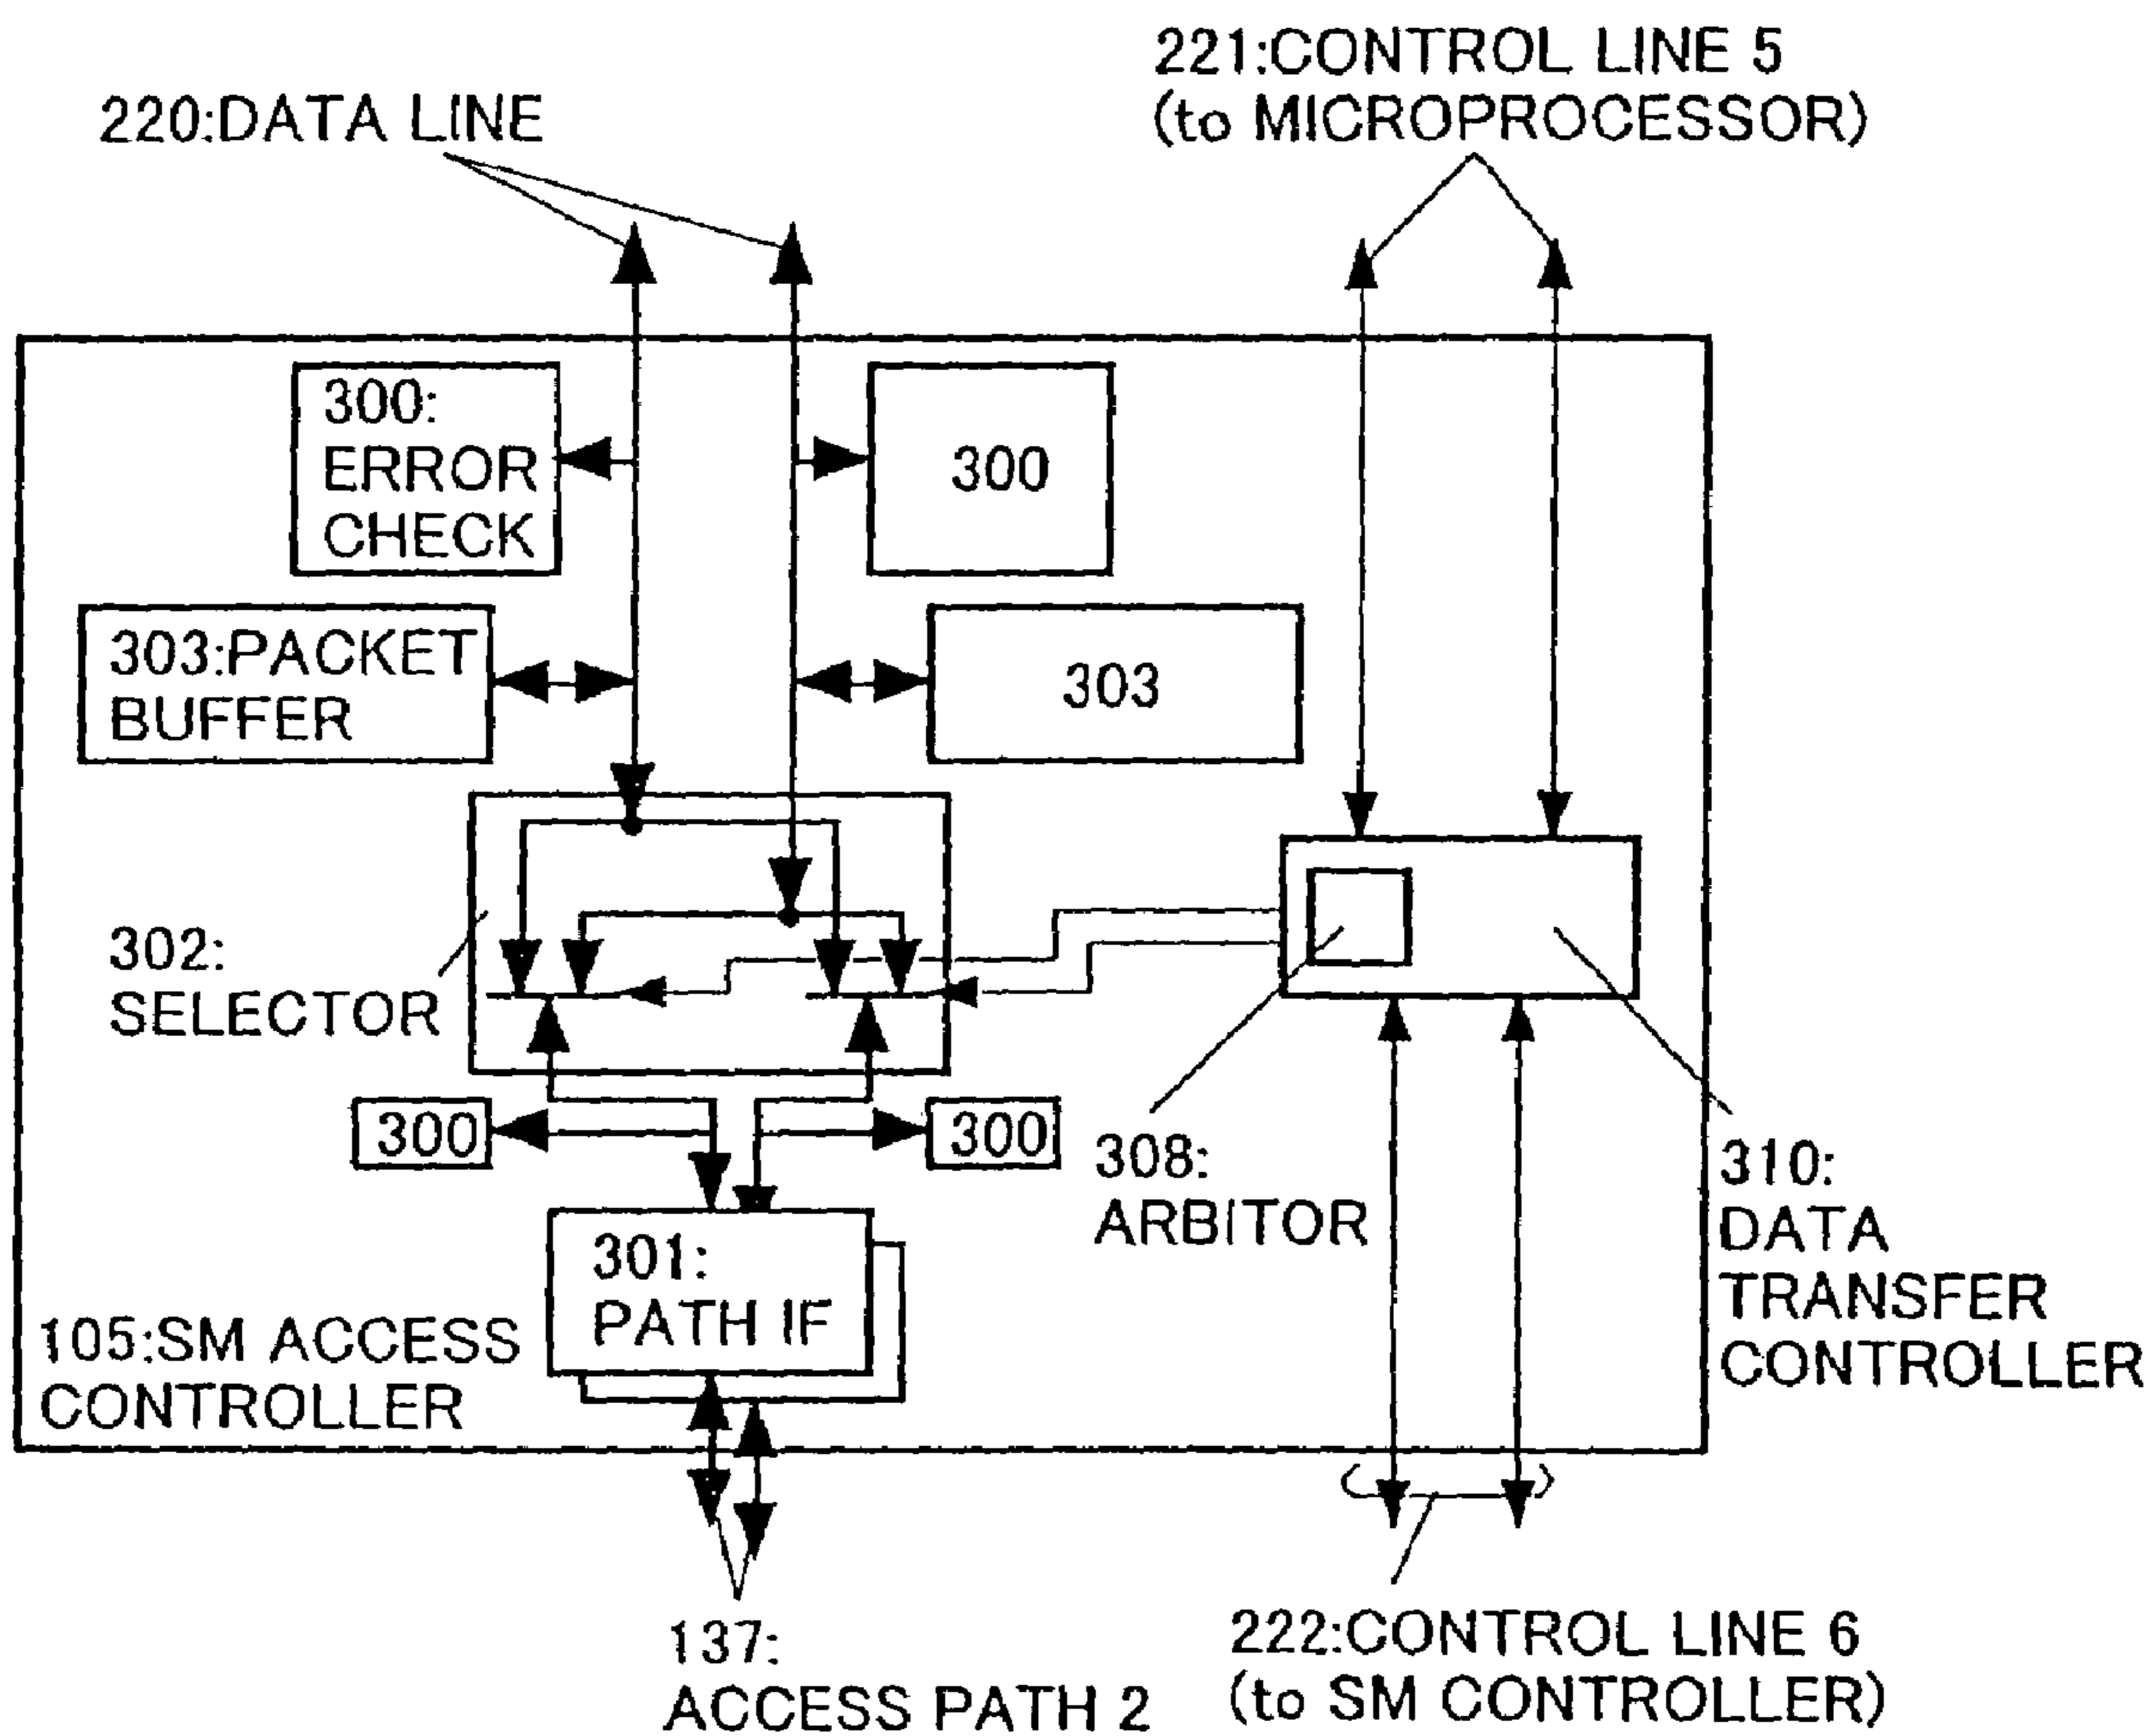 221:CONTROL LINE 5
(to MICROPROCESSOR)
220:DATA LINE
300:
ERROR
CHECK
300
303:PACKET
BUFFER
303
302:
SELECTOR
300
300
308:
ARBITOR
310:
DATA
TRANSFER
CONTROLLER
301:
PATH IF
105:SM ACCESS
CONTROLLER
137:
ACCESS PATH 2
222:CONTROL LINE 6
(to SM CONTROLLER)